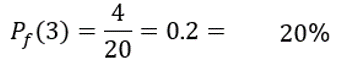 P_f(3) = 4/20 = 0.2 = 20%